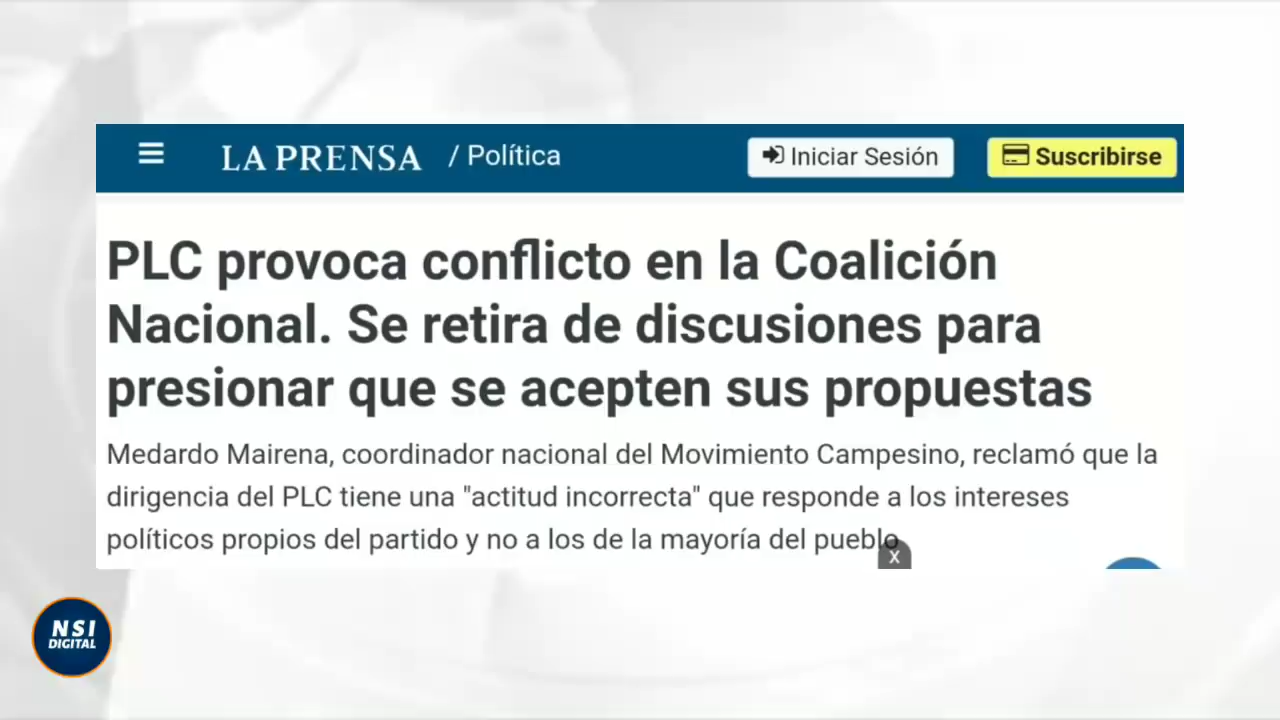 LA PRENSA / Política
Iniciar Sesión
Suscribirse
PLC provoca conflicto en la Coalición
Nacional. Se retira de discusiones para
presionar que se acepten sus propuestas
Medardo Mairena, coordinador nacional del Movimiento Campesino, reclamó que la
dirigencia del PLC tiene una "actitud incorrecta" que responde a los intereses
políticos propios del partido y no a los de la mayoría del pueblo
X
NSI
DIGITAL